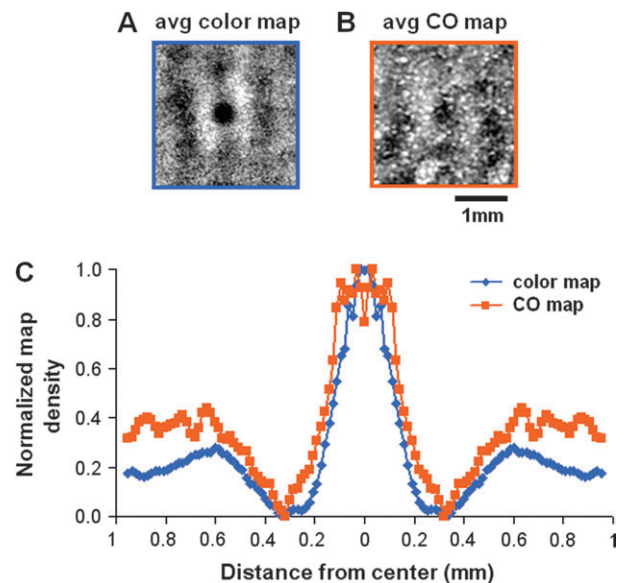 A avg color map
B avg CO map
1mm
C
color map
CO map
Normalized map
density
1.0
0.8
0.6
0.4
0.2
0.0
1 0.8 0.6 0.4 0.2 0 0.2 0.4 0.6 0.8 1
Distance from center (mm)